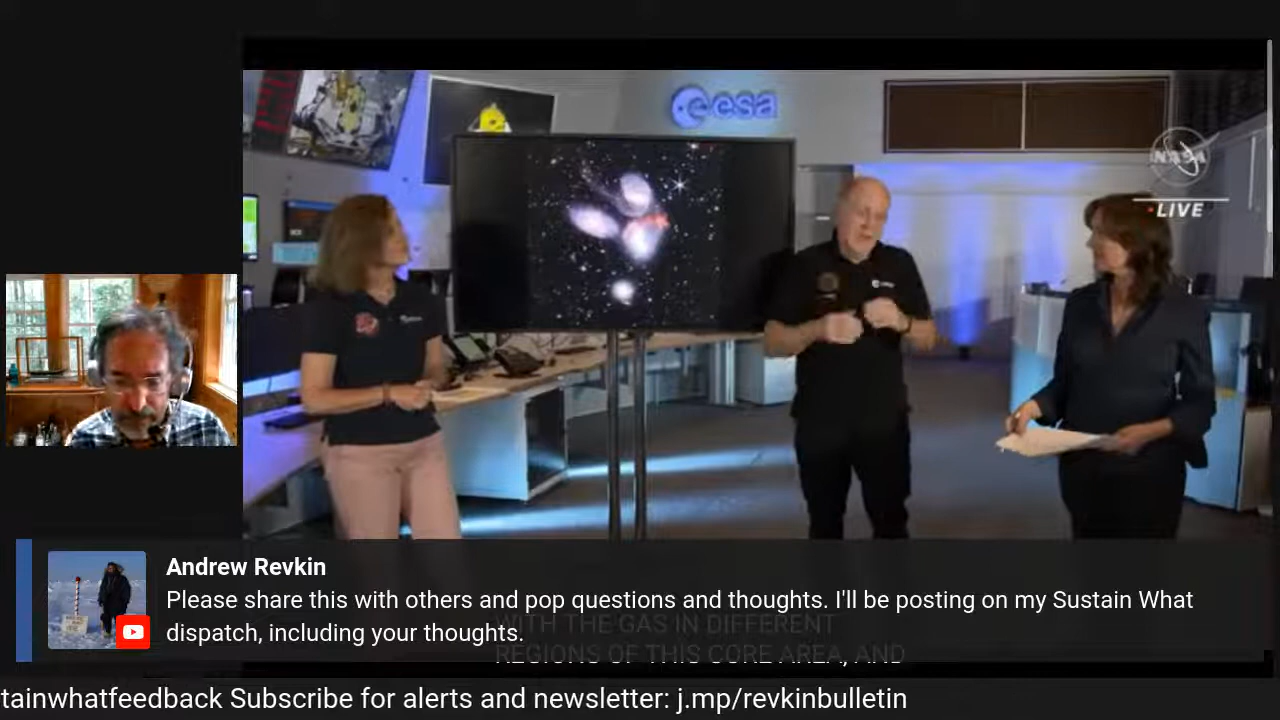 esa
NASA
LIVE
Andrew Revkin
Please share this with others and pop questions and thoughts. I'll be posting on my Sustain What
dispatch, including your thoughts.
WITH THE GAS IN DIFFERENT
REGIONS OF THIS CORE AREA, AND
tainwhatfeedback Subscribe for alerts and newsletter: j.mp/revkinbulletin